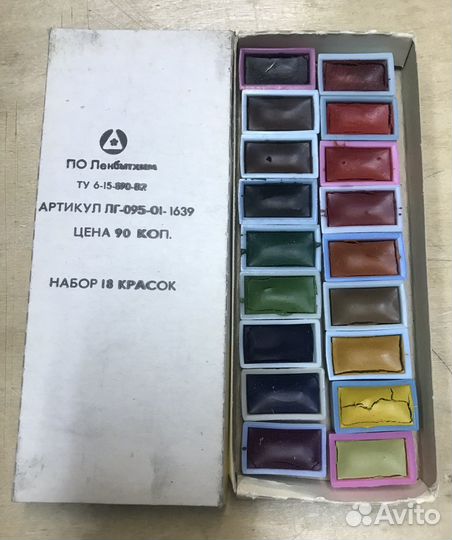 ПО Ленбытхим
ТУ 6-15-890-82
АРТИКУЛ ЛГ-095-01-1639
ЦЕНА 90 КОП.
НАБОР 18 КРАСОК
Avito